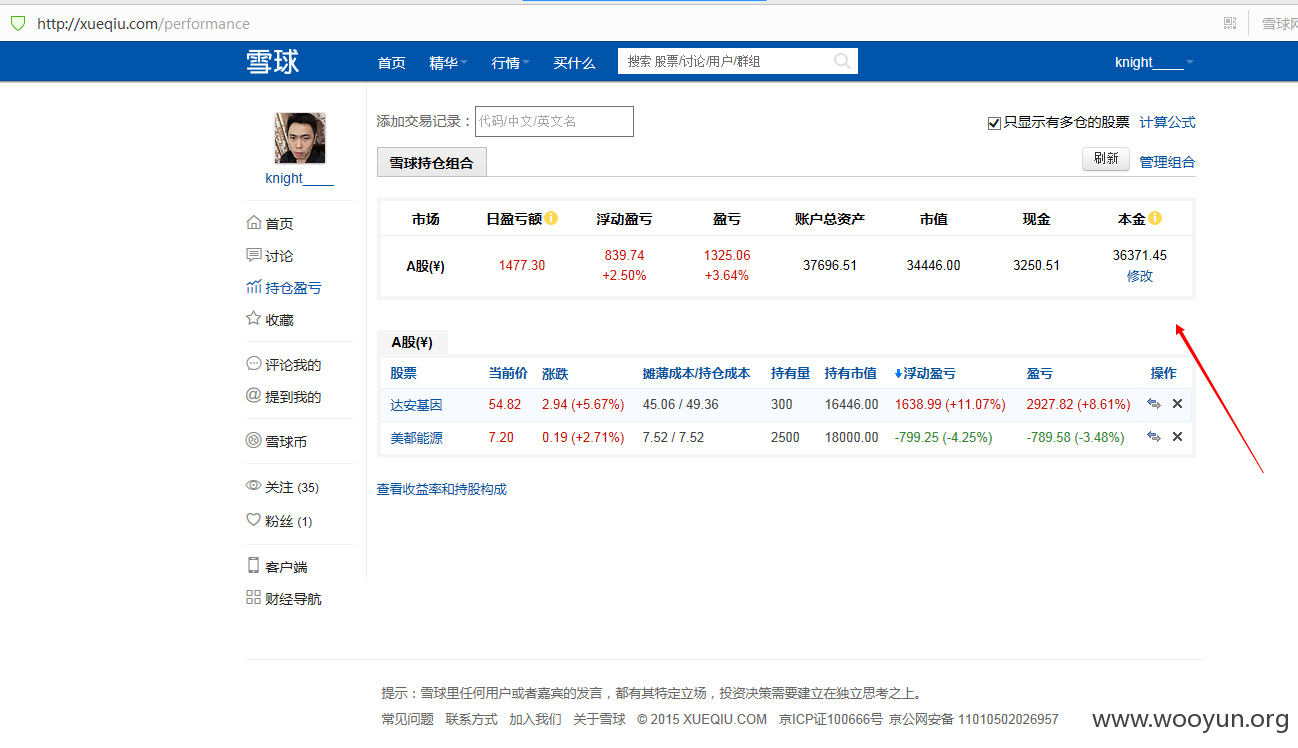 http://xueqiu.com/performance
雪球网
雪球 首页 精华 行情 买什么 搜索 股票/讨论/用户/群组 knight____
knight____
首页
讨论
持仓盈亏
收藏
评论我的
提到我的
雪球币
关注 (35)
粉丝 (1)
客户端
财经导航
添加交易记录： 代码/中文/英文名 只显示有多仓的股票 计算公式
雪球持仓组合 刷新 管理组合
市场 日盈亏额 浮动盈亏 盈亏 账户总资产 市值 现金 本金
A股(¥) 1477.30 839.74 1325.06 37696.51 34446.00 3250.51 36371.45
+2.50% +3.64% 修改
A股(¥)
股票 当前价 涨跌 摊薄成本/持仓成本 持有量 持有市值 浮动盈亏 盈亏 操作
达安基因 54.82 2.94 (+5.67%) 45.06 / 49.36 300 16446.00 1638.99 (+11.07%) 2927.82 (+8.61%)
美都能源 7.20 0.19 (+2.71%) 7.52 / 7.52 2500 18000.00 -799.25 (-4.25%) -789.58 (-3.48%)
查看收益率和持股构成
提示：雪球里任何用户或者嘉宾的发言，都有其特定立场，投资决策需要建立在独立思考之上。
常见问题 联系方式 加入我们 关于雪球 © 2015 XUEQIU.COM 京ICP证100666号 京公网安备 11010502026957
www.wooyun.org